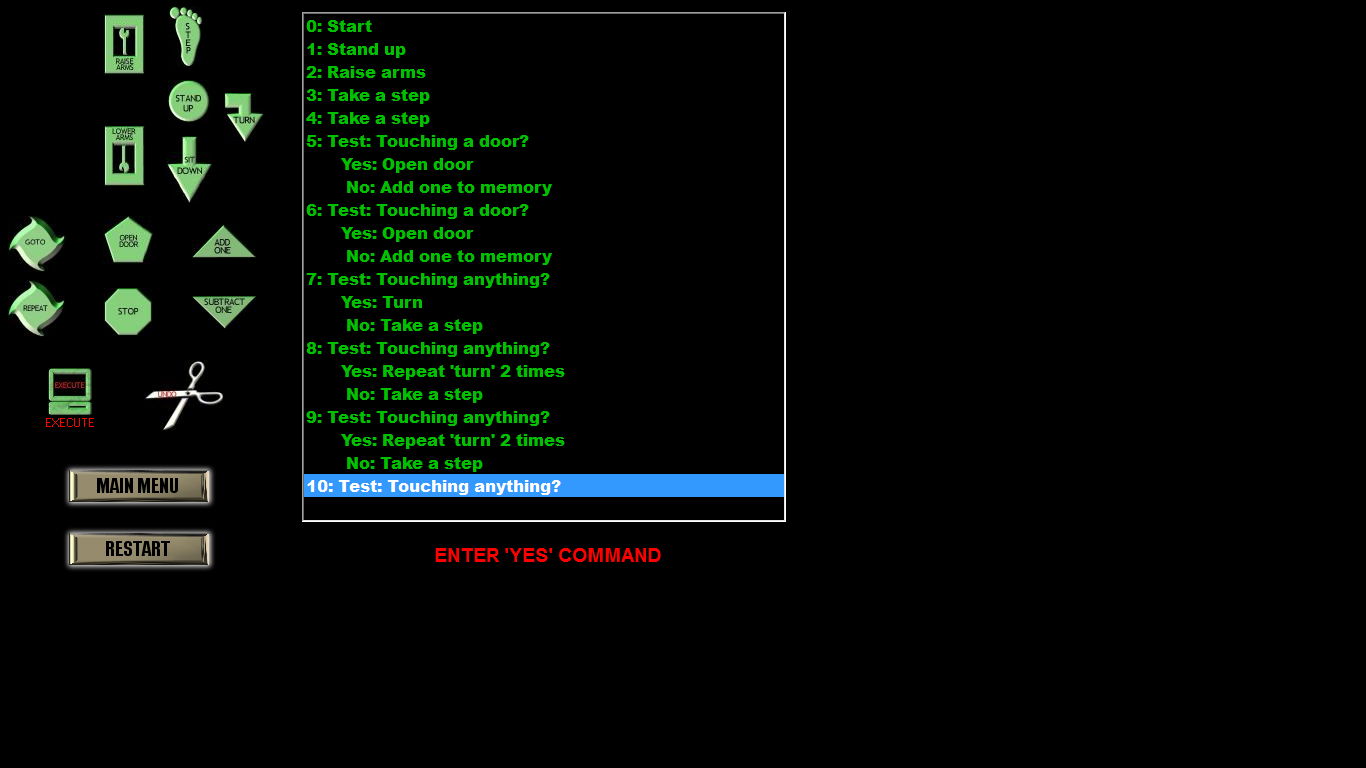 RAISE
ARMS
STEP
STAND
UP
TURN
LOWER
ARMS
SIT
DOWN
GOTO
OPEN
DOOR
ADD
ONE
REPEAT
STOP
SUBTRACT
ONE
EXECUTE
EXECUTE
UNDO
MAIN MENU
RESTART
0: Start
1: Stand up
2: Raise arms
3: Take a step
4: Take a step
5: Test: Touching a door?
Yes: Open door
No: Add one to memory
6: Test: Touching a door?
Yes: Open door
No: Add one to memory
7: Test: Touching anything?
Yes: Turn
No: Take a step
8: Test: Touching anything?
Yes: Repeat 'turn' 2 times
No: Take a step
9: Test: Touching anything?
Yes: Repeat 'turn' 2 times
No: Take a step
10: Test: Touching anything?
ENTER 'YES' COMMAND